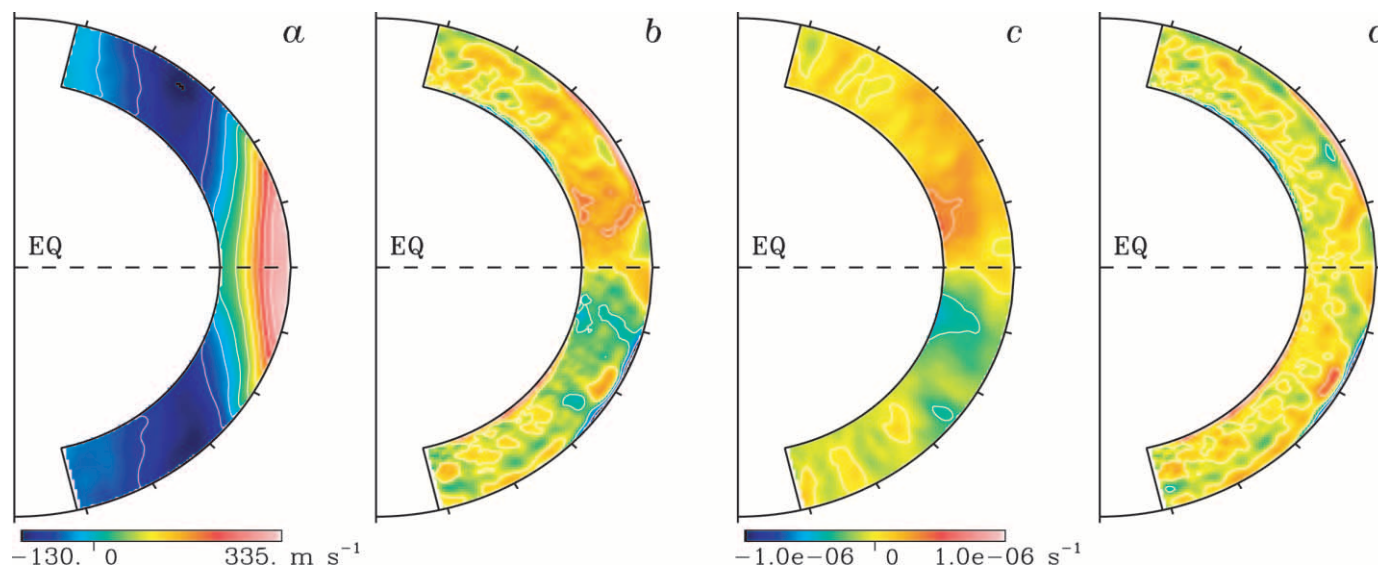 a b c d
EQ EQ EQ EQ
−130. 0 335. m s⁻¹ −1.0e−06 0 1.0e−06 s⁻¹